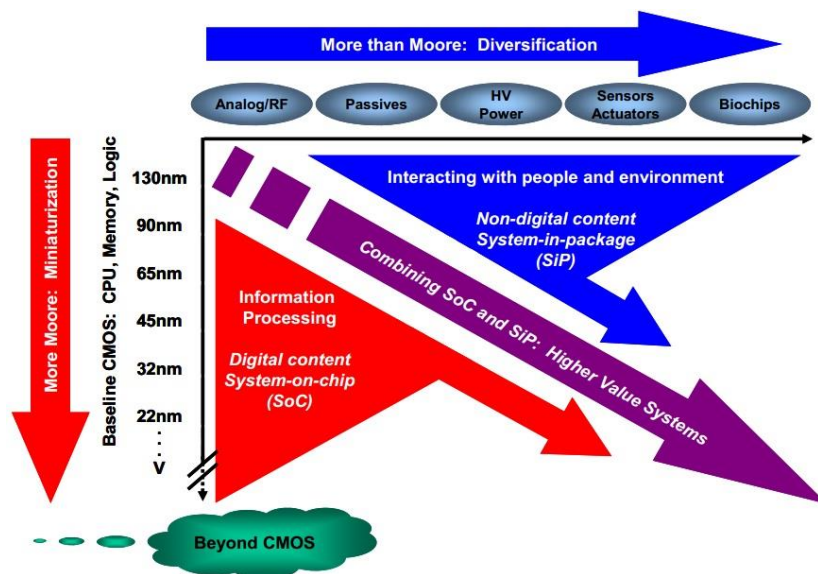 More than Moore: Diversification
Analog/RF
Passives
HV
Power
Sensors
Actuators
Biochips
More Moore: Miniaturization
Baseline CMOS: CPU, Memory, Logic
130nm
90nm
65nm
45nm
32nm
22nm
V
Interacting with people and environment
Non-digital content
System-in-package
(SiP)
Combining SoC and SiP: Higher Value Systems
Information
Processing
Digital content
System-on-chip
(SoC)
Beyond CMOS